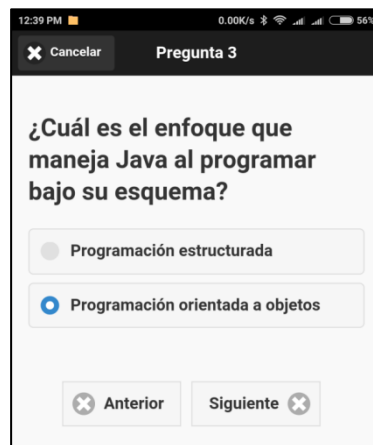 12:39 PM 0.00K/s 56%
Cancelar Pregunta 3
¿Cuál es el enfoque que
maneja Java al programar
bajo su esquema?
Programación estructurada
Programación orientada a objetos
Anterior Siguiente